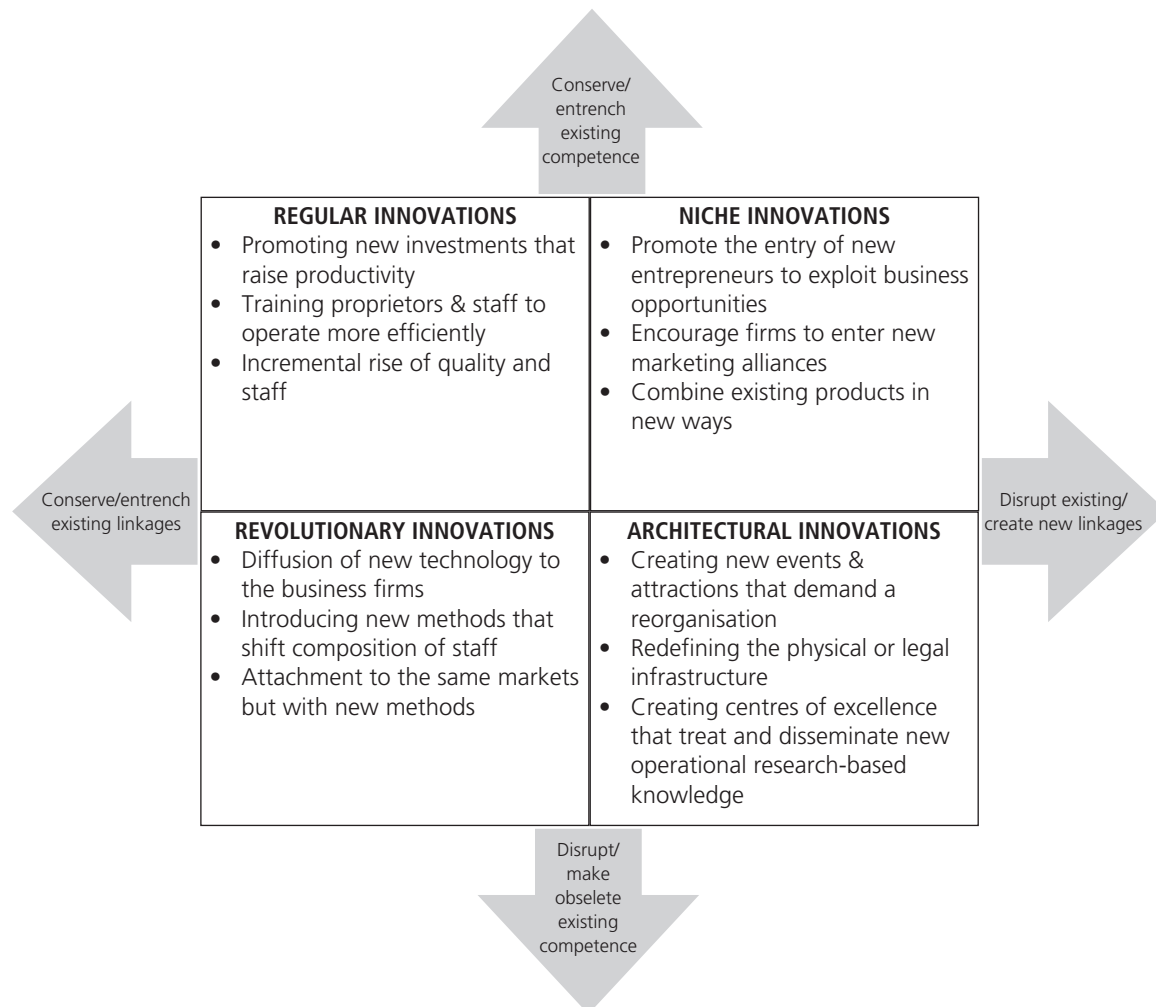 Conserve/
entrench
existing
competence
REGULAR INNOVATIONS
• Promoting new investments that
raise productivity
• Training proprietors & staff to
operate more efficiently
• Incremental rise of quality and
staff
NICHE INNOVATIONS
• Promote the entry of new
entrepreneurs to exploit business
opportunities
• Encourage firms to enter new
marketing alliances
• Combine existing products in
new ways
Conserve/entrench
existing linkages
Disrupt existing/
create new linkages
REVOLUTIONARY INNOVATIONS
• Diffusion of new technology to
the business firms
• Introducing new methods that
shift composition of staff
• Attachment to the same markets
but with new methods
ARCHITECTURAL INNOVATIONS
• Creating new events &
attractions that demand a
reorganisation
• Redefining the physical or legal
infrastructure
• Creating centres of excellence
that treat and disseminate new
operational research-based
knowledge
Disrupt/
make
obselete
existing
competence